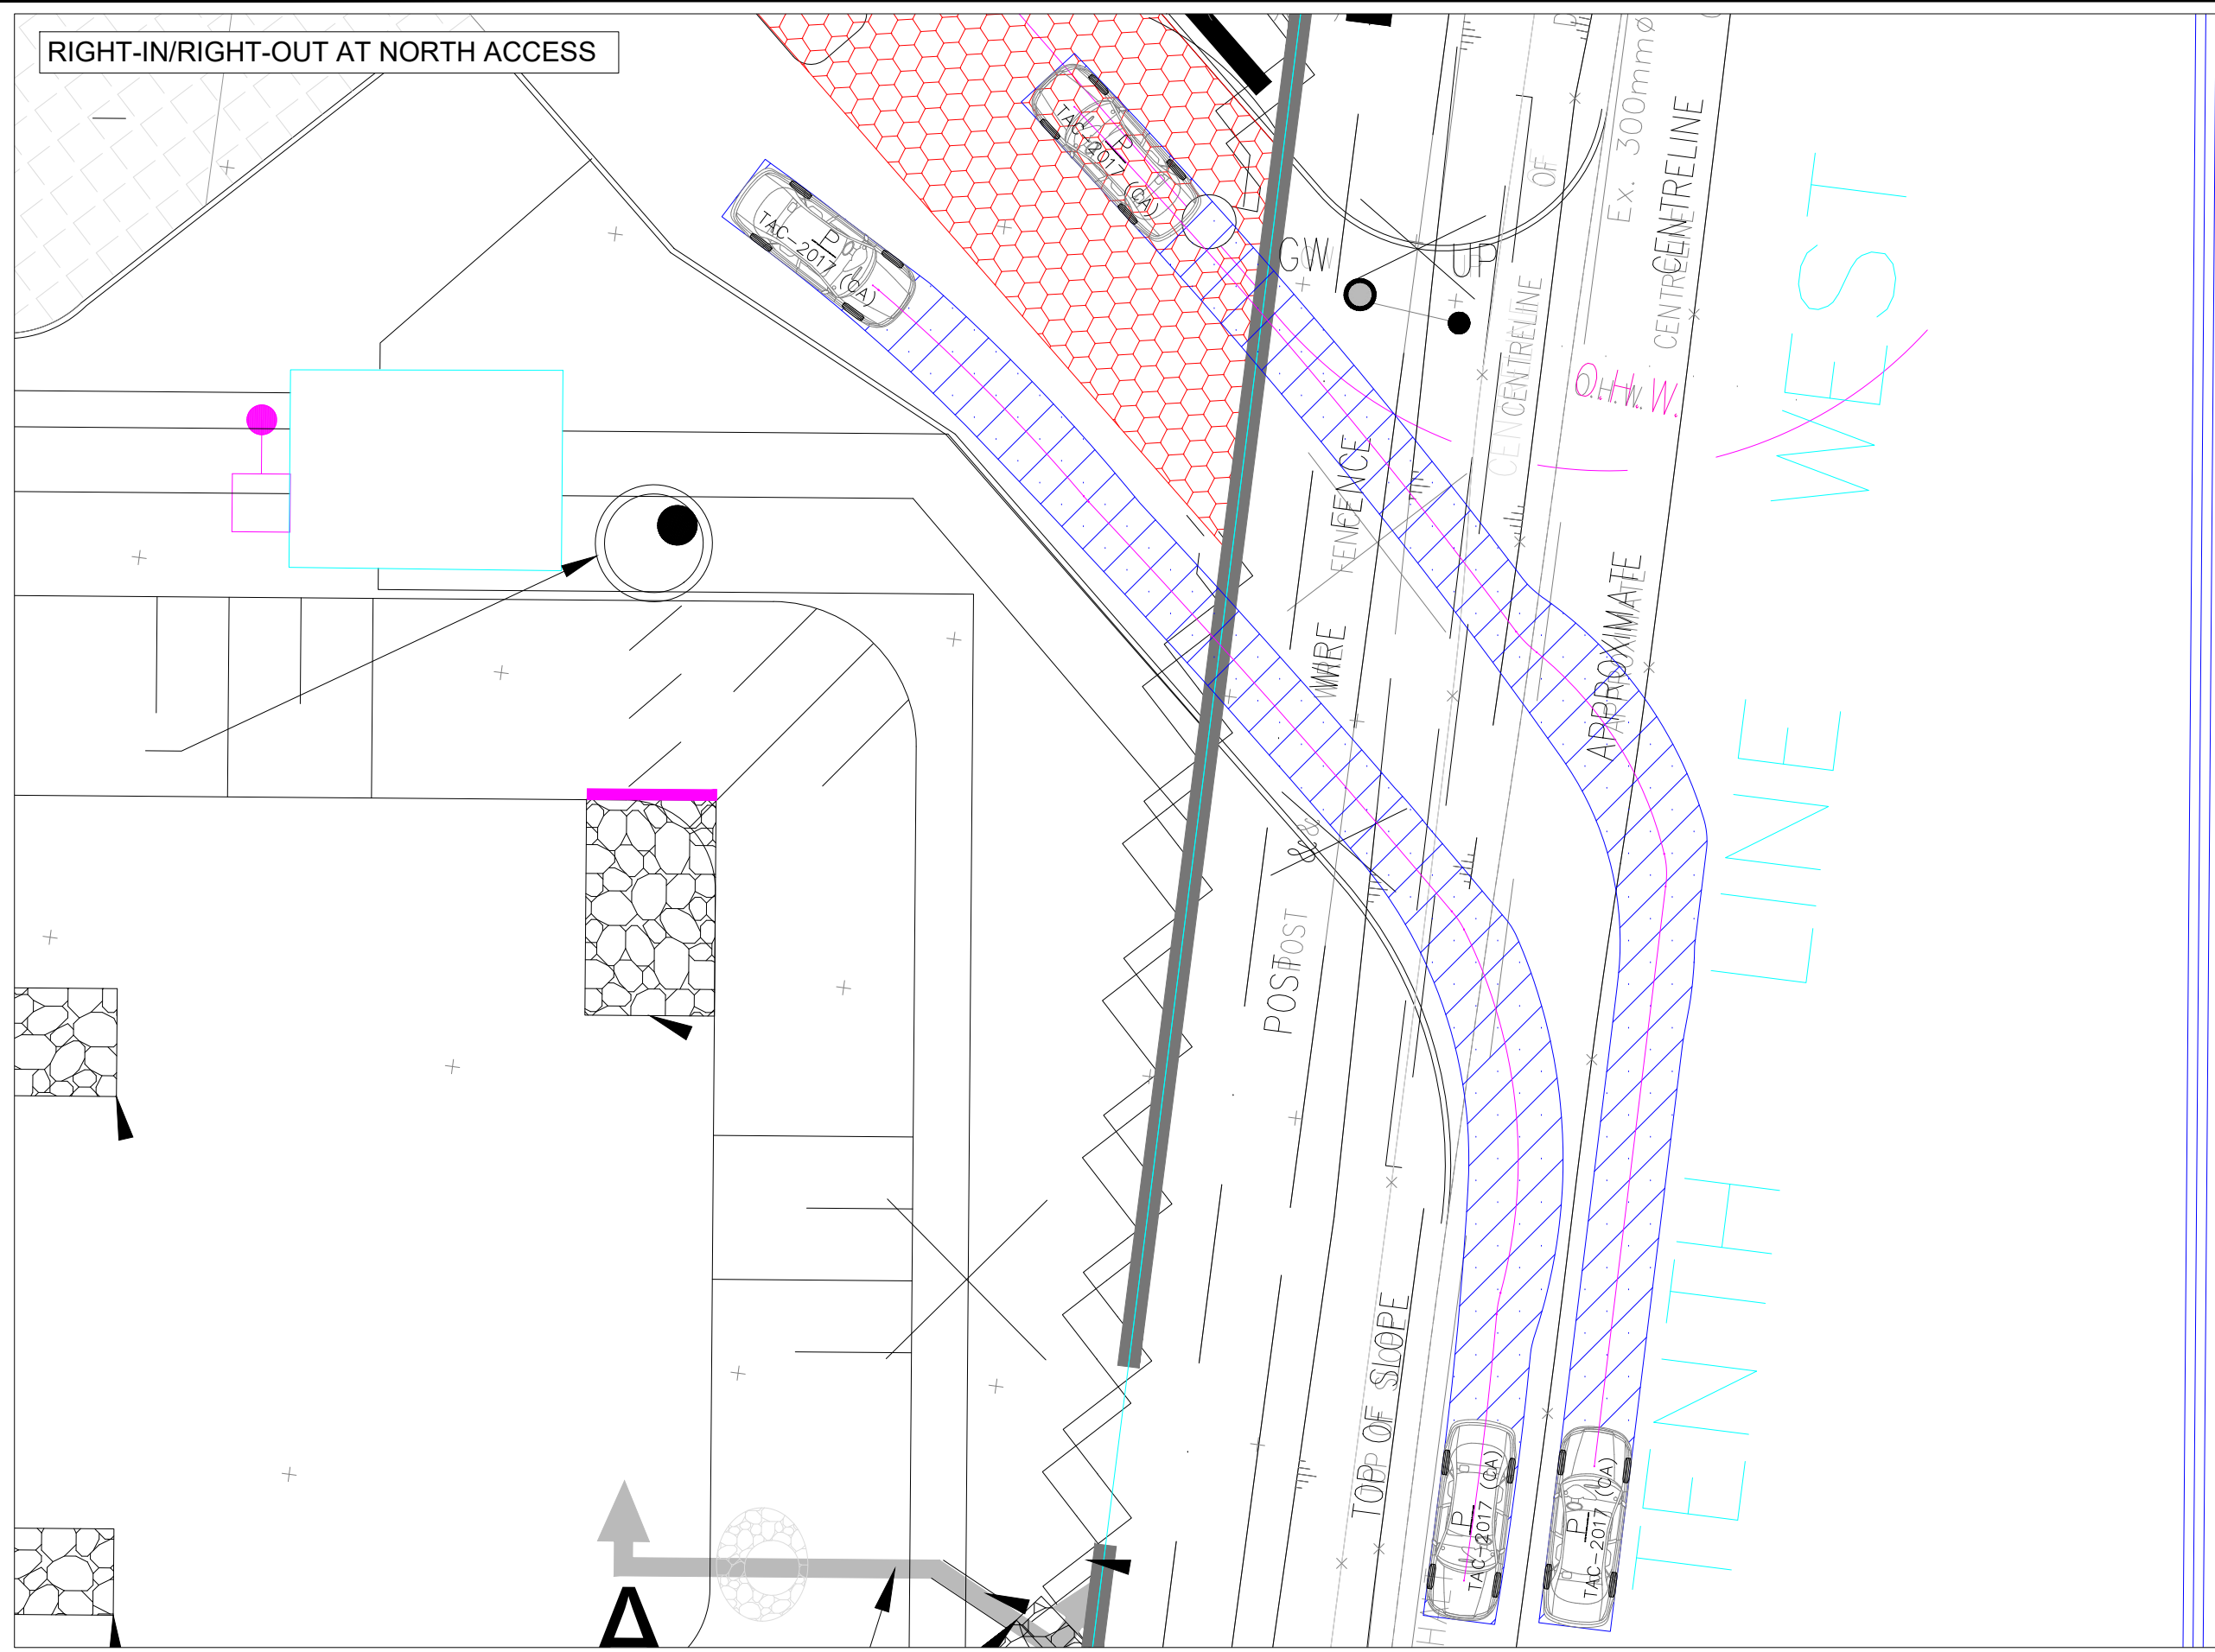 RIGHT-IN/RIGHT-OUT AT NORTH ACCESS
TAC-2017 (CA)
P
TAC-2017 (CA)
P
GW
UP
OF
Ex. 300mmø
CENTRELINE
CENTRELINE
CENTRELINE
O.H.W.
WIRE FENCE
POST &
APPROXIMATE
TOP OF SLOPE
TENTH LINE WEST
P
TAC-2017 (CA)
P
TAC-2017 (CA)
A